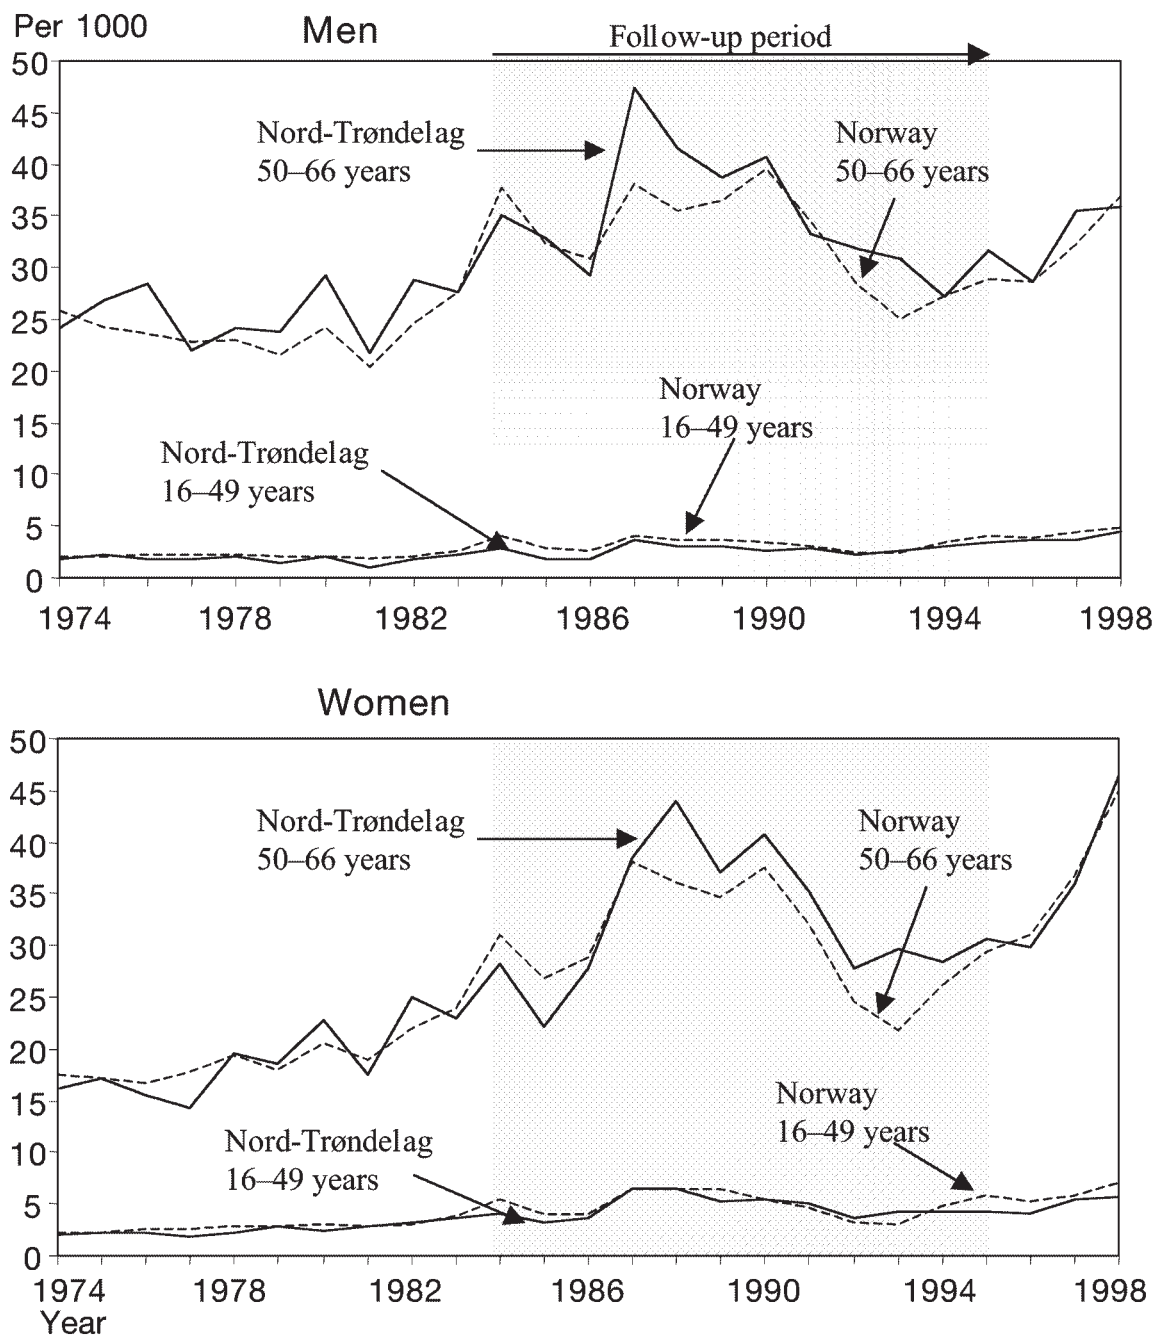 Per 1000
Men
Follow-up period
50
45
40
35
30
25
20
15
10
5
0
Nord-Trøndelag
50–66 years
Norway
50–66 years
Norway
16–49 years
Nord-Trøndelag
16–49 years
1974 1978 1982 1986 1990 1994 1998
Women
50
45
40
35
30
25
20
15
10
5
0
Nord-Trøndelag
50–66 years
Norway
50–66 years
Norway
16–49 years
Nord-Trøndelag
16–49 years
1974 1978 1982 1986 1990 1994 1998
Year